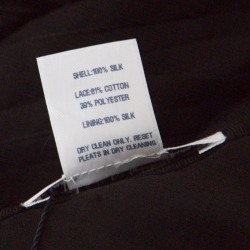 SHELL:100% SILK
LACE:61% COTTON
39% POLYESTER
LINING:100% SILK
DRY CLEAN ONLY. RESET
PLEATS IN DRY CLEANING